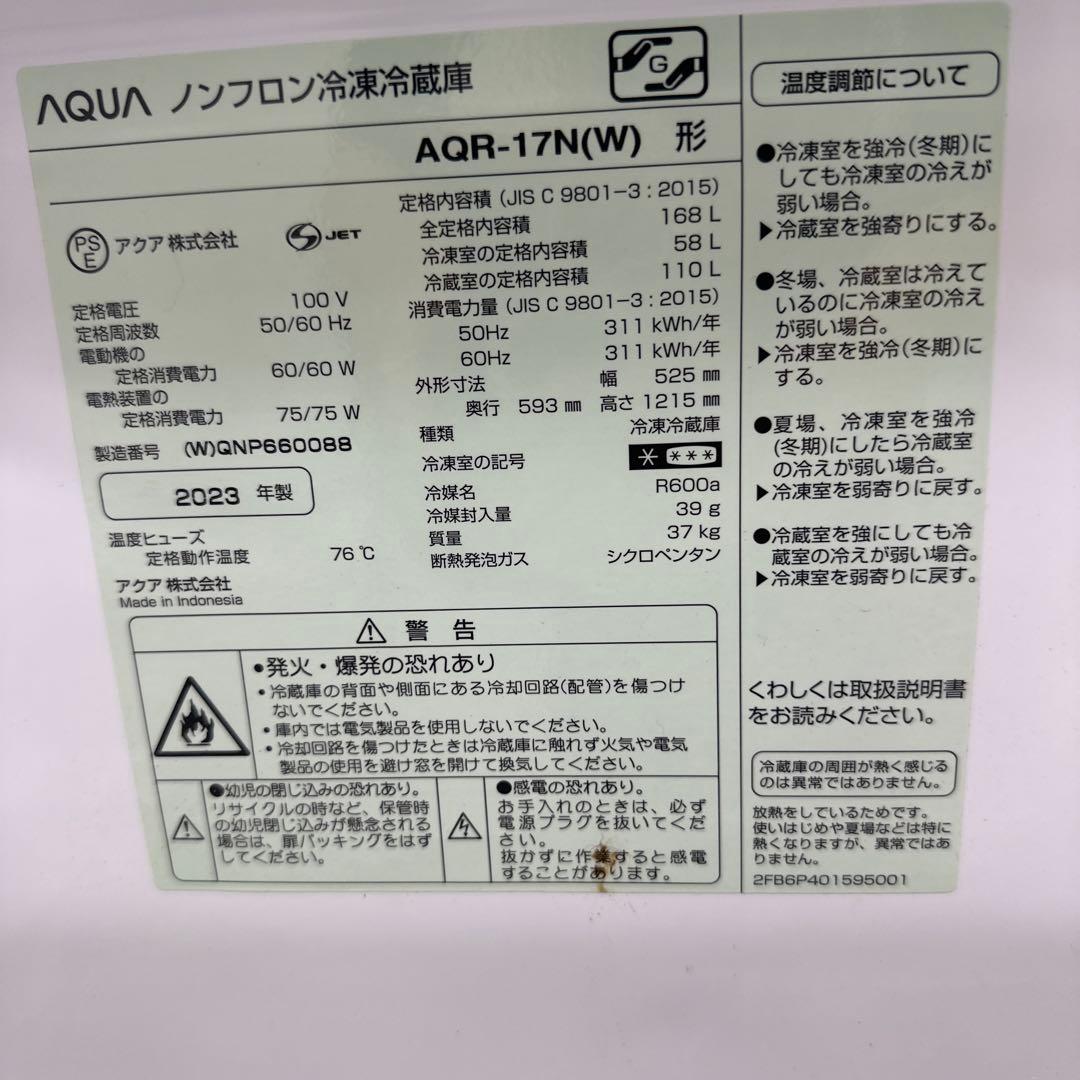 AQUA ノンフロン冷凍冷蔵庫
G
AQR-17N(W) 形
PS
E
アクア 株式会社
S JET
定格電圧 100 V
定格周波数 50/60 Hz
電動機の
定格消費電力 60/60 W
電熱装置の
定格消費電力 75/75 W
製造番号 (W)QNP660088
2023 年製
温度ヒューズ
定格動作温度 76 ℃
アクア 株式会社
Made in Indonesia
定格内容積 (JIS C 9801-3 : 2015)
全定格内容積 168 L
冷凍室の定格内容積 58 L
冷蔵室の定格内容積 110 L
消費電力量 (JIS C 9801-3 : 2015)
50Hz 311 kWh/年
60Hz 311 kWh/年
外形寸法 幅 525 ㎜
奥行 593 ㎜ 高さ 1215 ㎜
種類 冷凍冷蔵庫
冷凍室の記号 * ***
冷媒名 R600a
冷媒封入量 39 g
質量 37 kg
断熱発泡ガス シクロペンタン
警 告
●発火・爆発の恐れあり
・冷蔵庫の背面や側面にある冷却回路(配管)を傷つけ
ないでください。
・庫内では電気製品を使用しないでください。
・冷却回路を傷つけたときは冷蔵庫に触れず火気や電気
製品の使用を避け窓を開けて換気してください。
●幼児の閉じ込みの恐れあり。
リサイクルの時など、保管時
の幼児閉じ込みが懸念される
場合は、扉パッキングをはず
してください。
●感電の恐れあり。
お手入れのときは、必ず
電源プラグを抜いてくだ
さい。
抜かずに作業すると感電
することがあります。
温度調節について
●冷凍室を強冷(冬期)に
しても冷凍室の冷えが
弱い場合。
▶冷蔵室を強寄りにする。
●冬場、冷蔵室は冷えて
いるのに冷凍室の冷え
が弱い場合。
▶冷凍室を強冷(冬期)に
する。
●夏場、冷凍室を強冷
(冬期)にしたら冷蔵室
の冷えが弱い場合。
▶冷凍室を弱寄りに戻す。
●冷蔵室を強にしても冷
蔵室の冷えが弱い場合。
▶冷凍室を弱寄りに戻す。
くわしくは取扱説明書
をお読みください。
冷蔵庫の周囲が熱く感じる
のは異常ではありません。
放熱をしているためです。
使いはじめや夏場などは特に
熱くなりますが、異常ではあ
りません。
2FB6P401595001